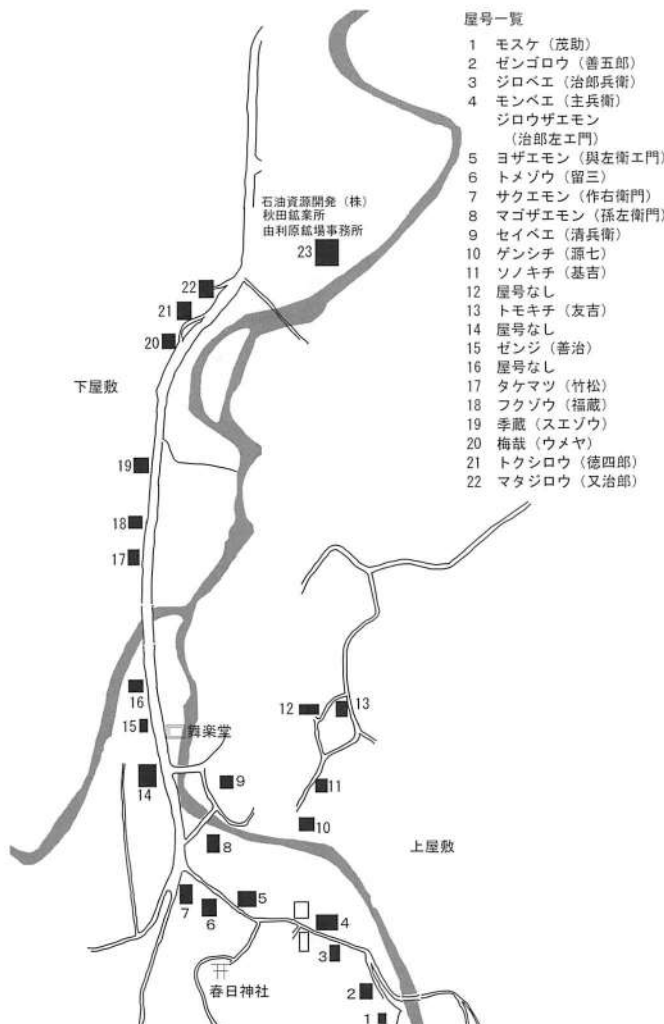 屋号一覧
1 モスケ（茂助）
2 ゼンゴロウ（善五郎）
3 ジロベエ（治郎兵衛）
4 モンベエ（主兵衛）
ジロウザエモン
（治郎左エ門）
5 ヨザエモン（與左衛エ門）
6 トメゾウ（留三）
7 サクエモン（作右衛門）
8 マゴザエモン（孫左衛門）
9 セイベエ（清兵衛）
10 ゲンシチ（源七）
11 ソノキチ（基吉）
12 屋号なし
13 トモキチ（友吉）
14 屋号なし
15 ゼンジ（善治）
16 屋号なし
17 タケマツ（竹松）
18 フクゾウ（福蔵）
19 季蔵（スエゾウ）
20 梅哉（ウメヤ）
21 トクシロウ（徳四郎）
22 マタジロウ（又治郎）
石油資源開発（株）
秋田鉱業所
由利原鉱場事務所
23
22
21
20
下屋敷
19
18
17
12
13
16
15
舞楽堂
14
9
11
10
8
上屋敷
5
7
6
4
3
春日神社
2
1